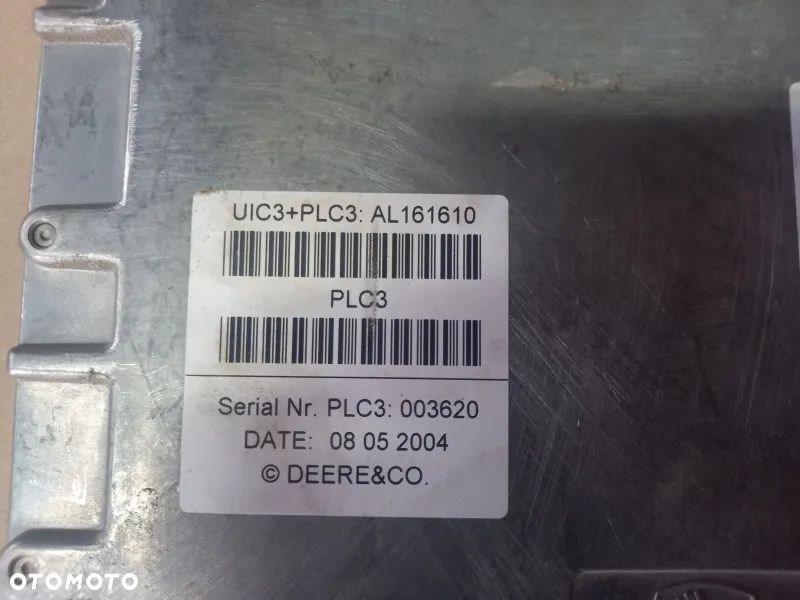 UIC3+PLC3: AL161610
PLC3
Serial Nr. PLC3: 003620
DATE: 08 05 2004
© DEERE&CO.
OTOMOTO